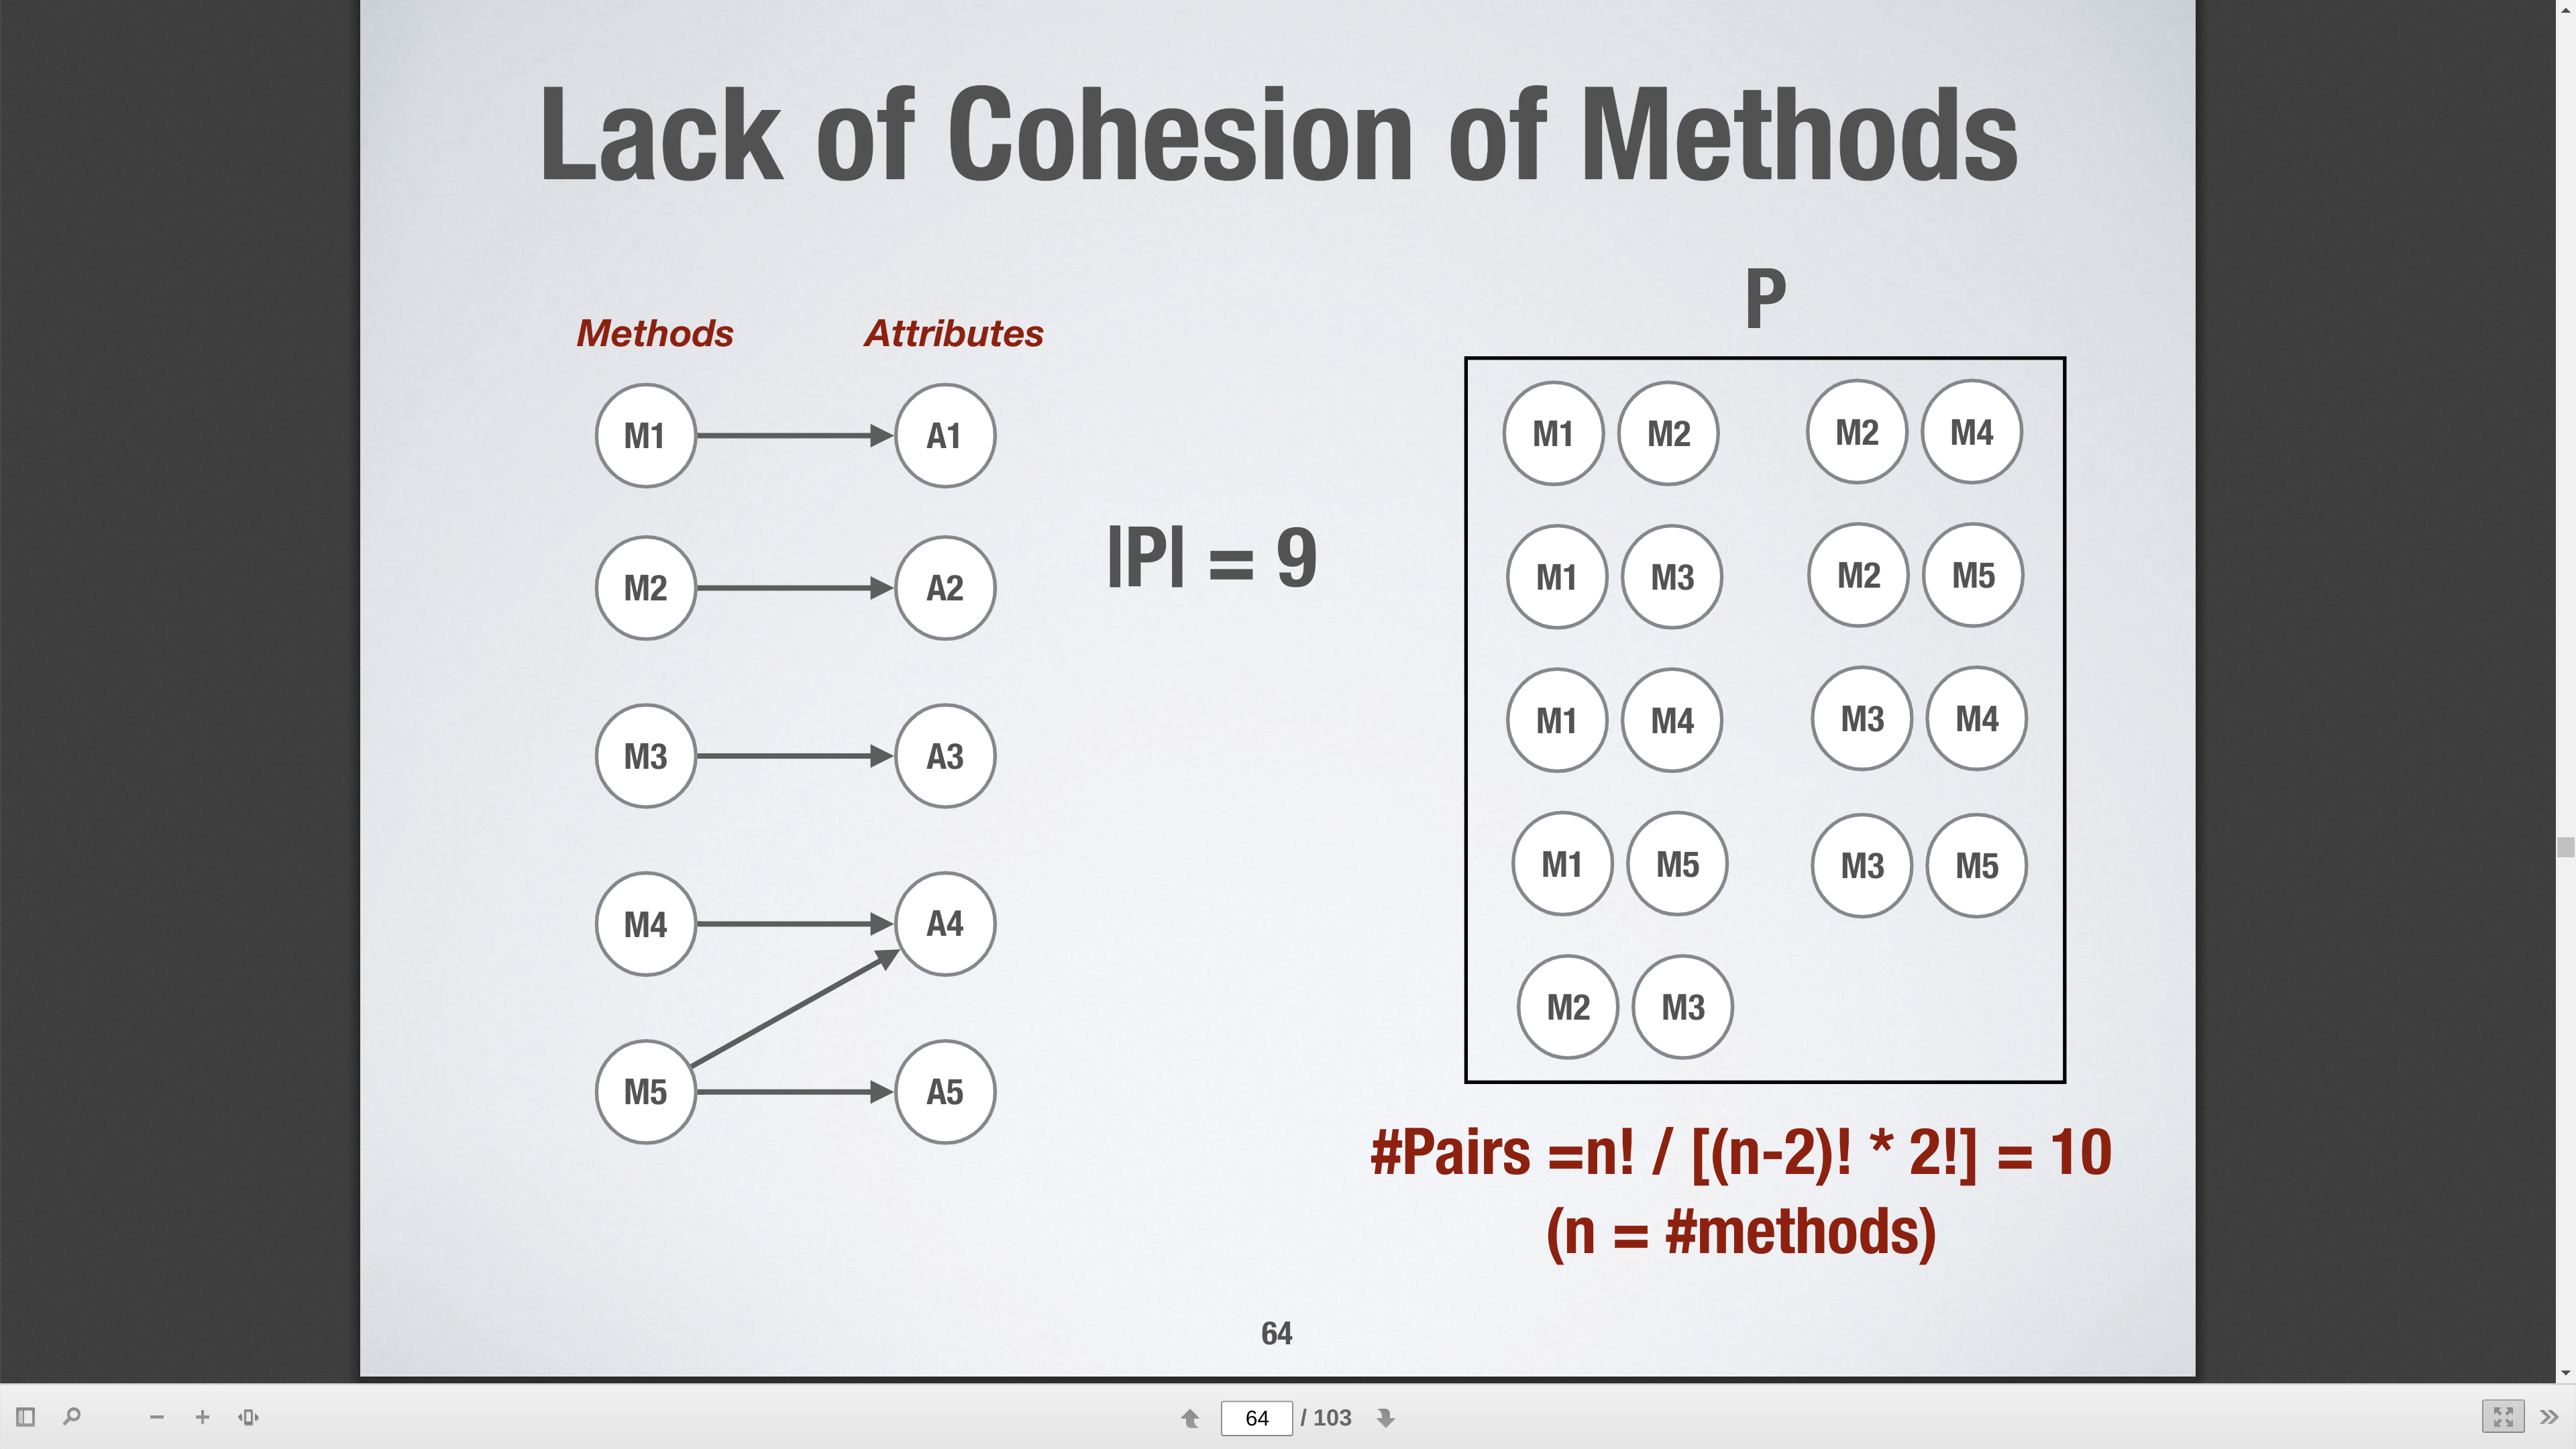 Lack of Cohesion of Methods
P
Methods Attributes
M1 A1
M2 A2
M3 A3
M4 A4
M5 A5
|P| = 9
M1 M2 M2 M4
M1 M3 M2 M5
M1 M4 M3 M4
M1 M5 M3 M5
M2 M3
#Pairs =n! / [(n-2)! * 2!] = 10
(n = #methods)
64
64 / 103